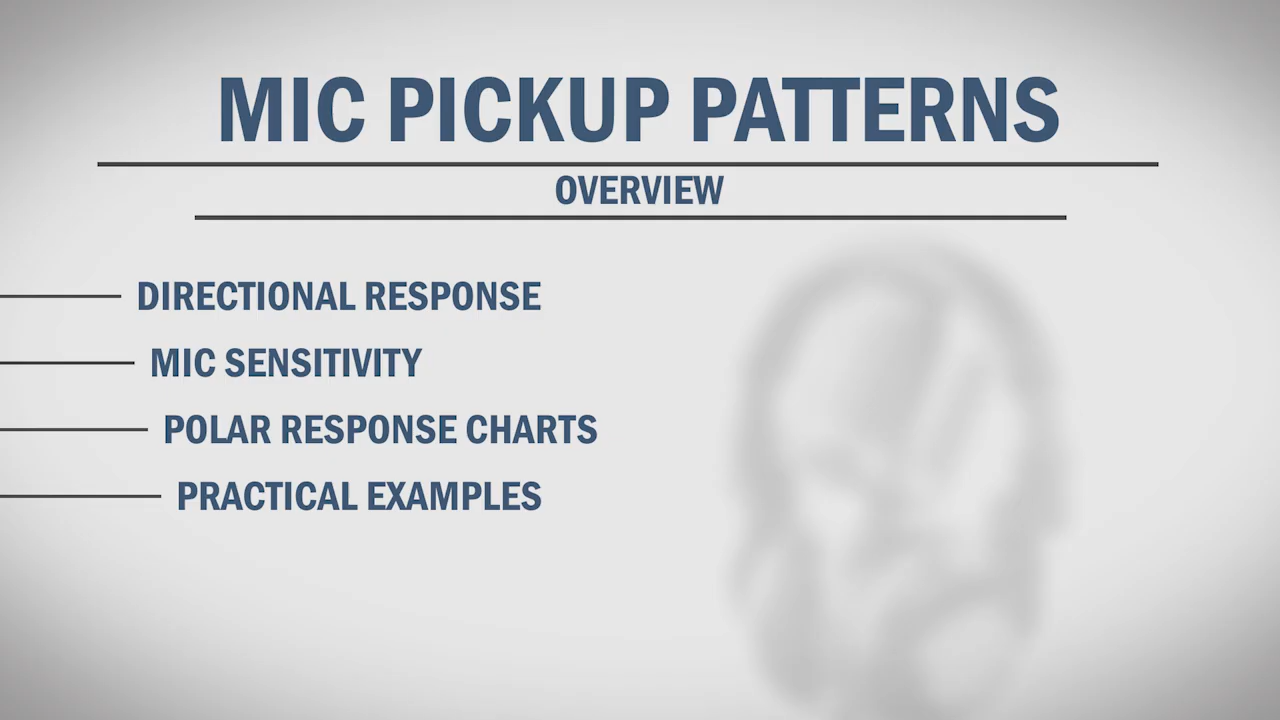 MIC PICKUP PATTERNS
OVERVIEW
DIRECTIONAL RESPONSE
MIC SENSITIVITY
POLAR RESPONSE CHARTS
PRACTICAL EXAMPLES